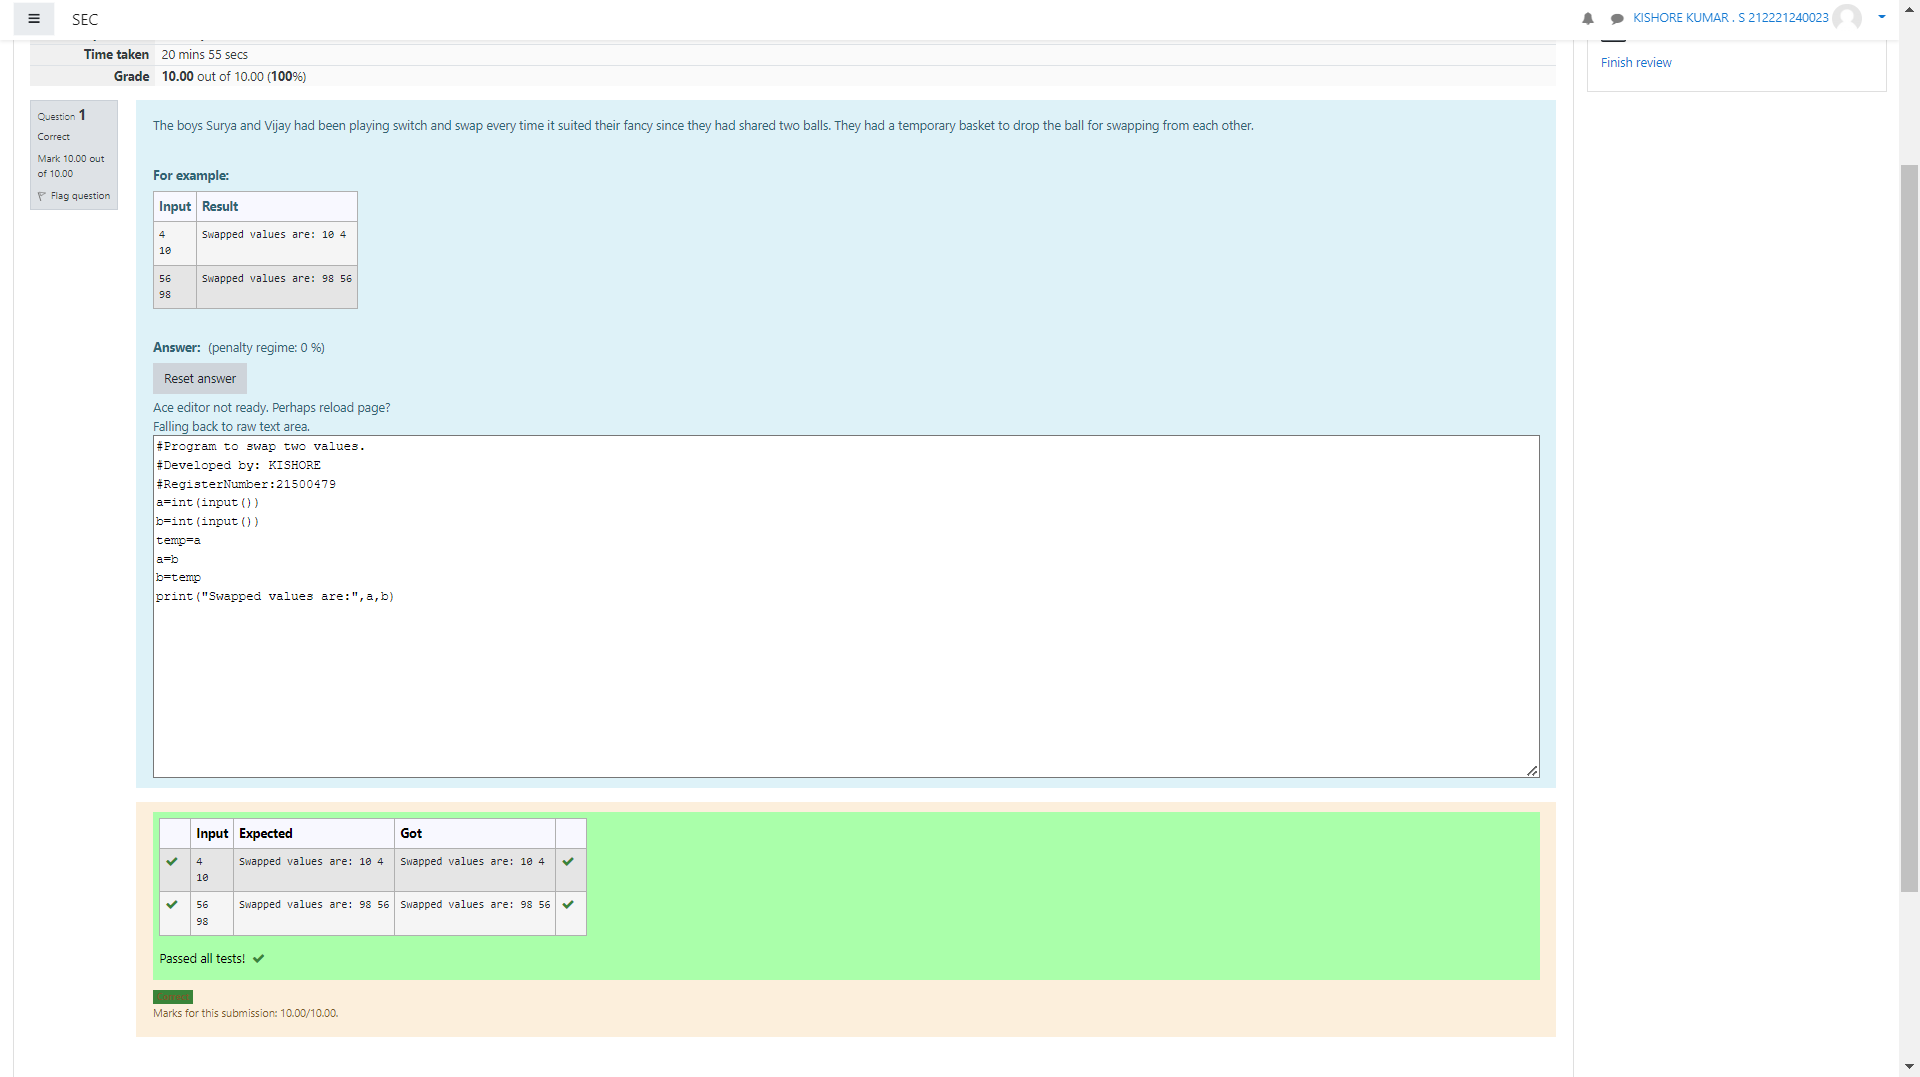 SEC
KISHORE KUMAR . S 212221240023
Time taken 20 mins 55 secs
Grade 10.00 out of 10.00 (100%)
Finish review
Question 1
Correct
Mark 10.00 out
of 10.00
Flag question
The boys Surya and Vijay had been playing switch and swap every time it suited their fancy since they had shared two balls. They had a temporary basket to drop the ball for swapping from each other.
For example:
Input Result
4 Swapped values are: 10 4
10
56 Swapped values are: 98 56
98
Answer: (penalty regime: 0 %)
Reset answer
Ace editor not ready. Perhaps reload page?
Falling back to raw text area.
#Program to swap two values.
#Developed by: KISHORE
#RegisterNumber:21500479
a=int(input())
b=int(input())
temp=a
a=b
b=temp
print("Swapped values are:",a,b)
Input Expected Got
4 Swapped values are: 10 4 Swapped values are: 10 4
10
56 Swapped values are: 98 56 Swapped values are: 98 56
98
Passed all tests!
Marks for this submission: 10.00/10.00.